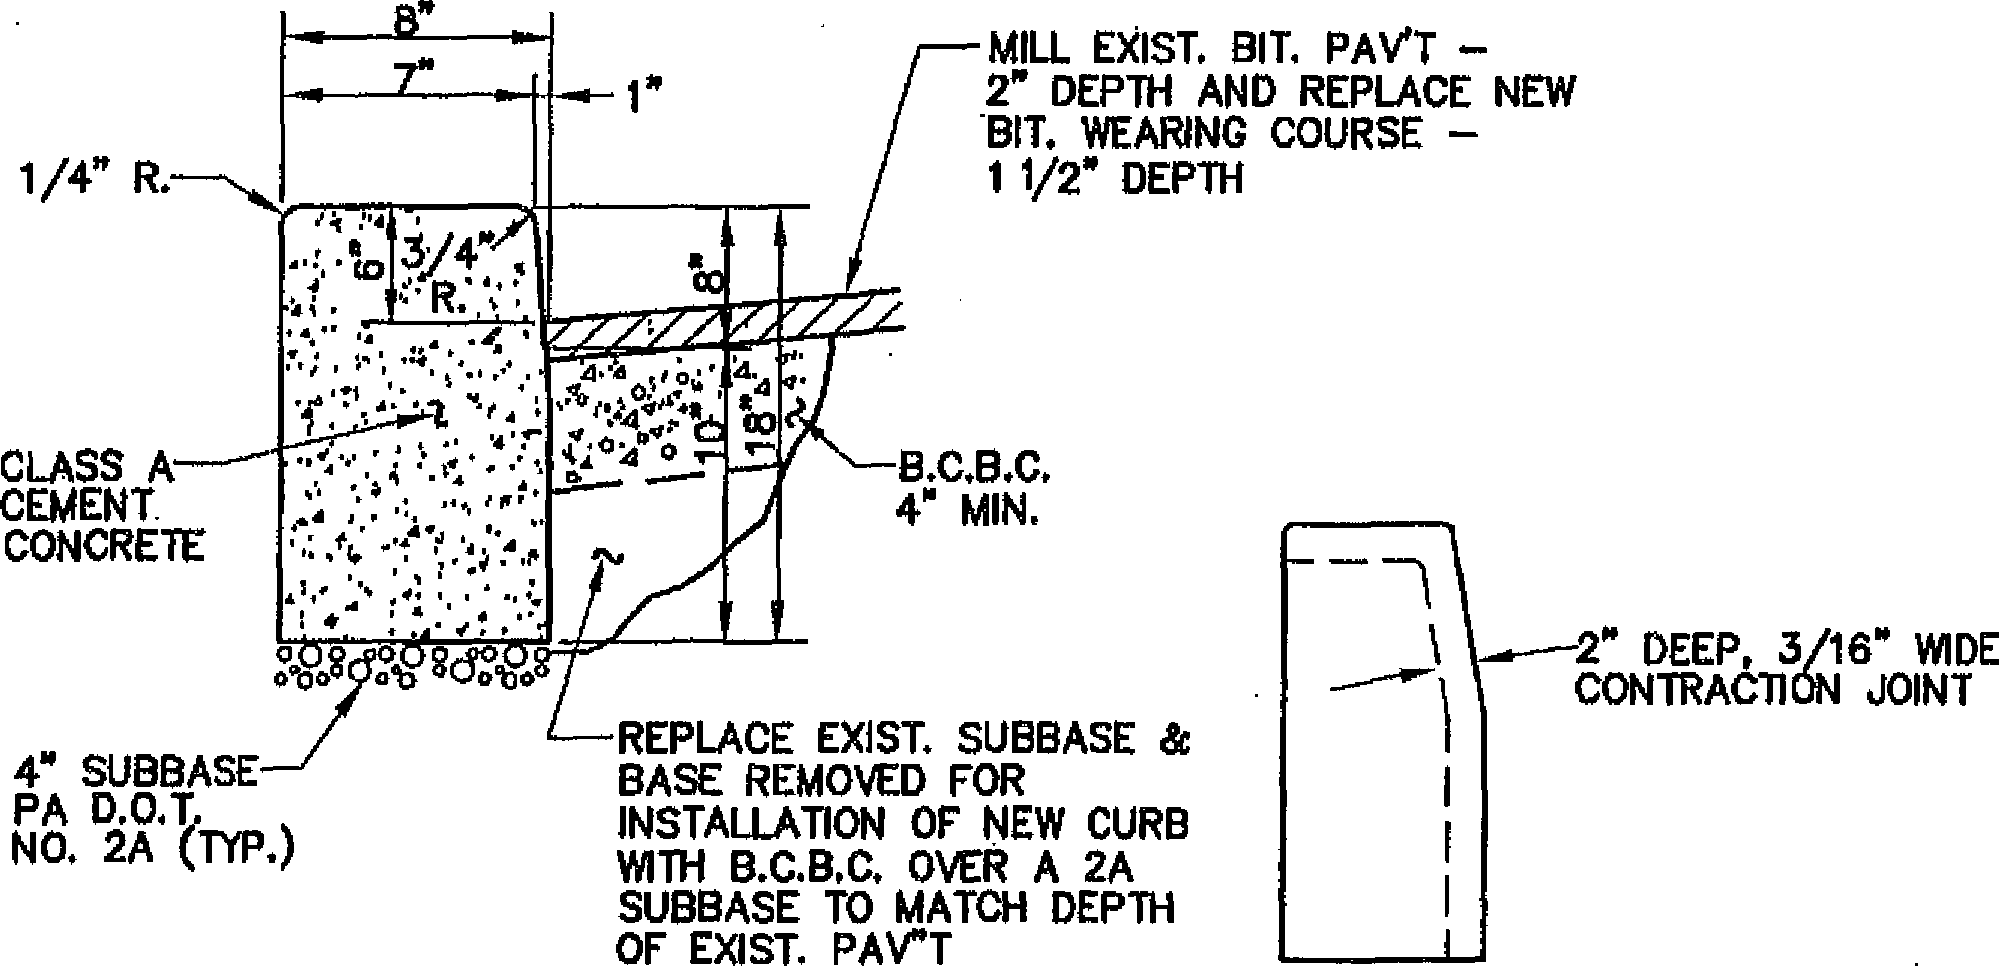 8"
7"
1"
1/4" R.
MILL EXIST. BIT. PAV'T –
2" DEPTH AND REPLACE NEW
BIT. WEARING COURSE –
1 1/2" DEPTH
6"
3/4"
R.
8"
10"
18"
CLASS A
CEMENT
CONCRETE
B.C.B.C.
4" MIN.
4" SUBBASE
PA D.O.T.
NO. 2A (TYP.)
REPLACE EXIST. SUBBASE &
BASE REMOVED FOR
INSTALLATION OF NEW CURB
WITH B.C.B.C. OVER A 2A
SUBBASE TO MATCH DEPTH
OF EXIST. PAV"T
2" DEEP, 3/16" WIDE
CONTRACTION JOINT